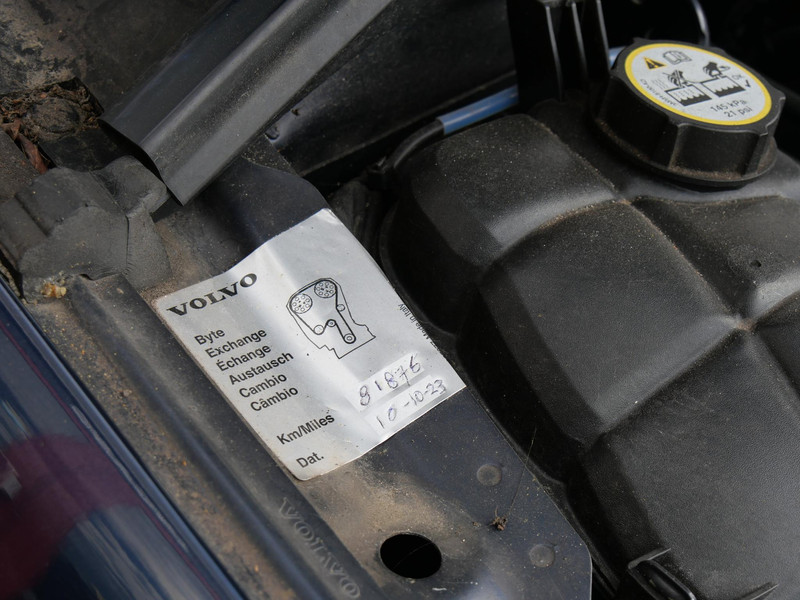 145 kPa
21 psi
VOLVO
Byte
Exchange
Échange
Austausch
Cambio
Câmbio
Km/Miles 81876
Dat. 10-10-23
VOLVO